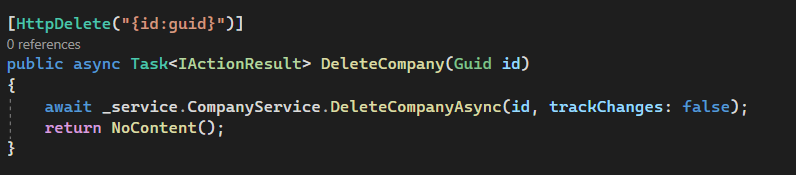 [HttpDelete("{id:guid}")]
0 references
public async Task<IActionResult> DeleteCompany(Guid id)
{
    await _service.CompanyService.DeleteCompanyAsync(id, trackChanges: false);
    return NoContent();
}